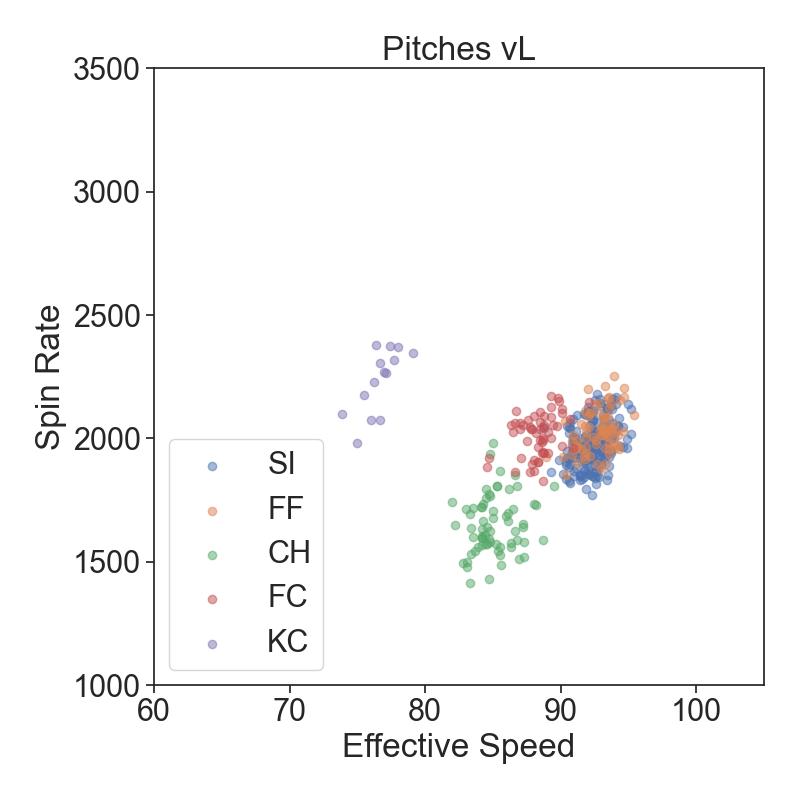 Pitches vL
3500
3000
2500
2000
1500
1000
Spin Rate
SI
FF
CH
FC
KC
60 70 80 90 100
Effective Speed